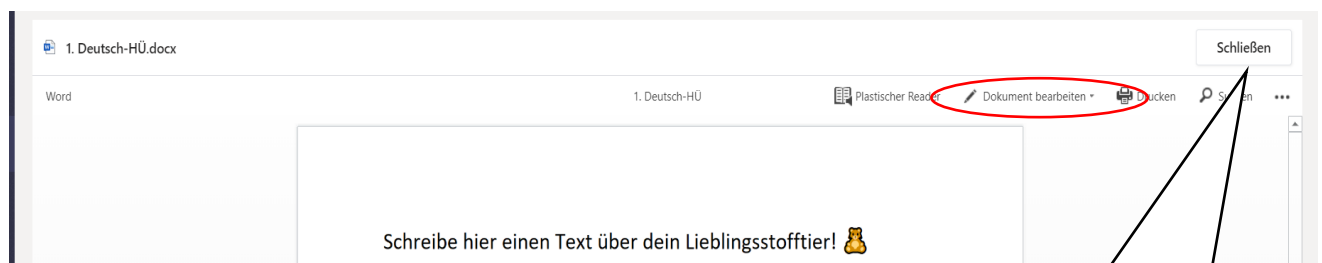 1. Deutsch-HÜ.docx
Schließen
Word
1. Deutsch-HÜ
Plastischer Reader
Dokument bearbeiten
Drucken
Suchen
Schreibe hier einen Text über dein Lieblingsstofftier! 🧸